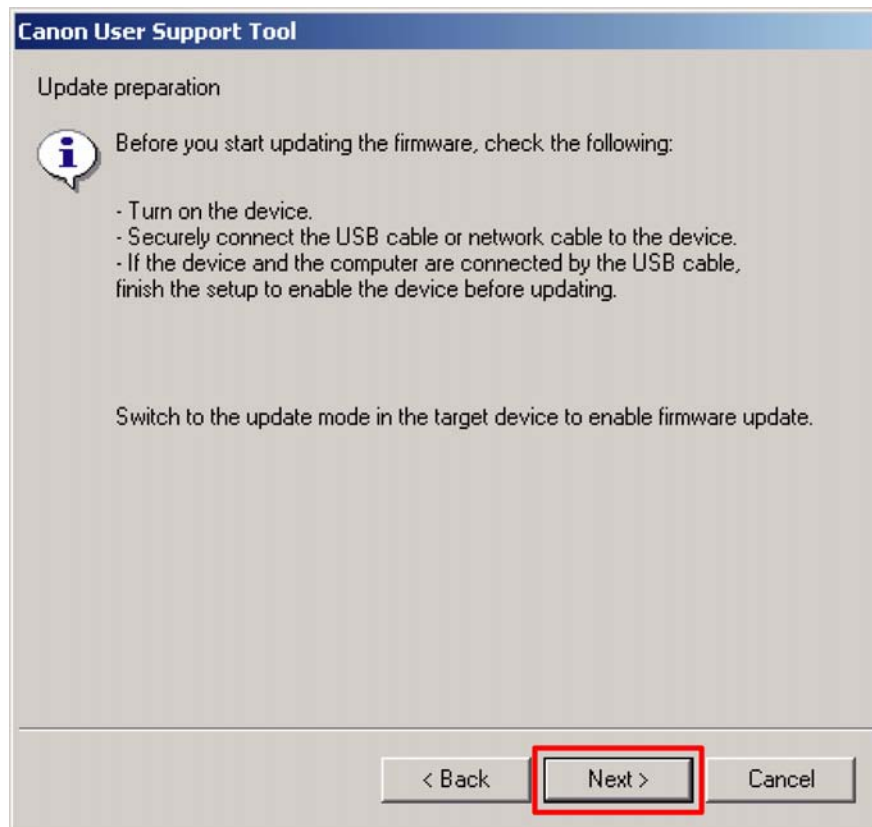 Canon User Support Tool
Update preparation
Before you start updating the firmware, check the following:
- Turn on the device.
- Securely connect the USB cable or network cable to the device.
- If the device and the computer are connected by the USB cable,
finish the setup to enable the device before updating.
Switch to the update mode in the target device to enable firmware update.
< Back Next > Cancel